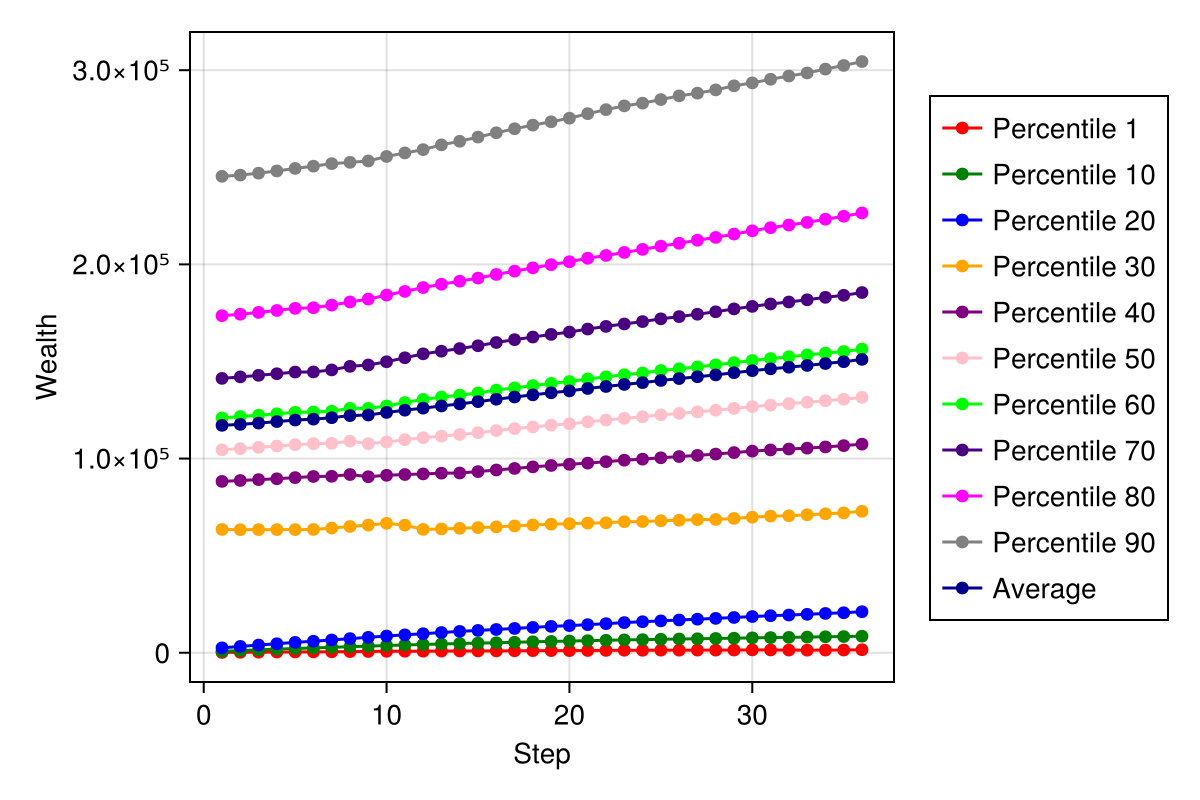 3.0×10⁵
2.0×10⁵
1.0×10⁵
0
Wealth
0 10 20 30
Step
Percentile 1
Percentile 10
Percentile 20
Percentile 30
Percentile 40
Percentile 50
Percentile 60
Percentile 70
Percentile 80
Percentile 90
Average